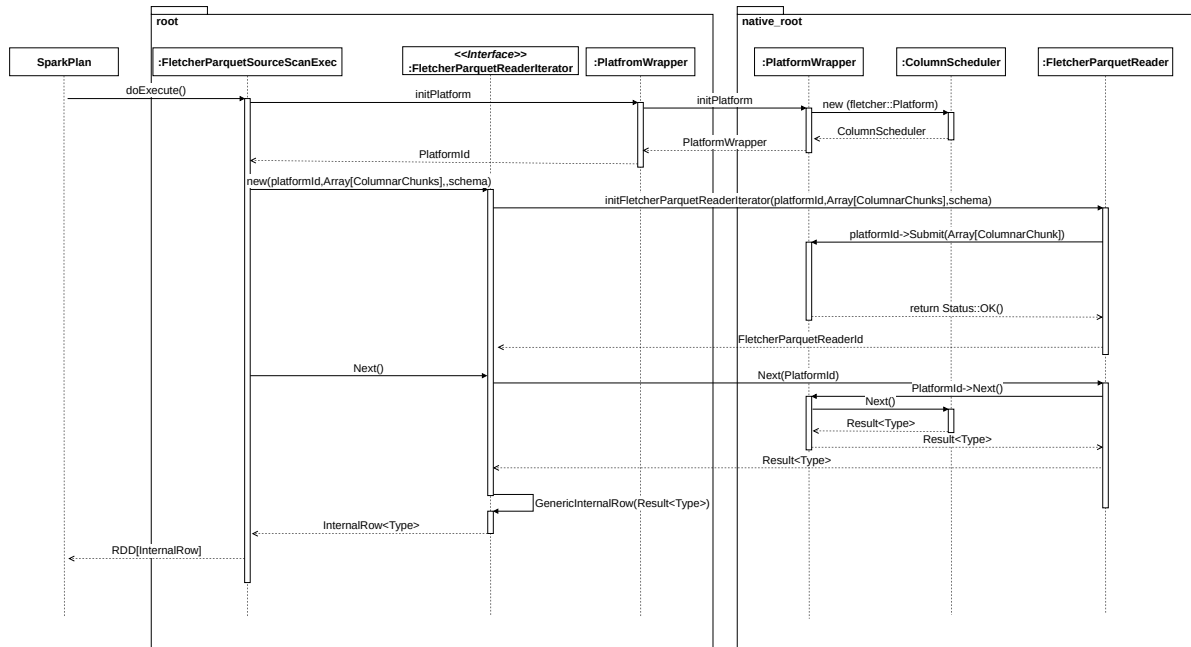 root
native_root
SparkPlan
:FletcherParquetSourceScanExec
<<Interface>>
:FletcherParquetReaderIterator
:PlatfromWrapper
:PlatformWrapper
:ColumnScheduler
:FletcherParquetReader
doExecute()
initPlatform
initPlatform
new (fletcher::Platform)
ColumnScheduler
PlatformWrapper
PlatformId
new(platformId,Array[ColumnarChunks],,schema)
initFletcherParquetReaderIterator(platformId,Array[ColumnarChunks],schema)
platformId->Submit(Array[ColumnarChunk])
return Status::OK()
FletcherParquetReaderId
Next()
Next(PlatformId)
PlatformId->Next()
Next()
Result<Type>
Result<Type>
Result<Type>
GenericInternalRow(Result<Type>)
InternalRow<Type>
RDD[InternalRow]